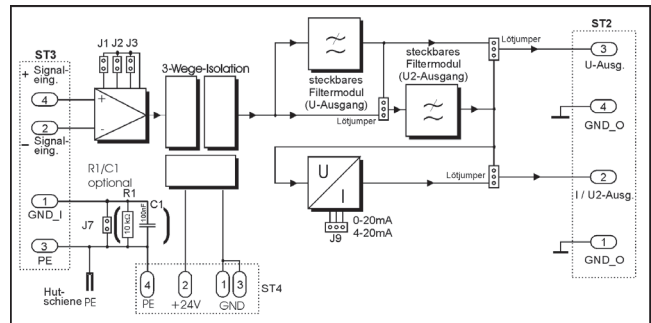 ST3
J1 J2 J3
+ Signal-
eing.
4
2
− Signal-
eing.
+
-
3-Wege-Isolation
R1/C1
optional
R1
10 kΩ
100nF
C1
J7
1
GND_I
3
PE
Hut-
schiene PE
4
PE
2
+24V
1
3
GND
ST4
steckbares
Filtermodul
(U-Ausgang)
Lötjumper
steckbares
Filtermodul
(U2-Ausgang)
Lötjumper
U
I
0-20mA
4-20mA
J9
Lötjumper
ST2
3
U-Ausg.
4
GND_O
2
I / U2-Ausg.
1
GND_O